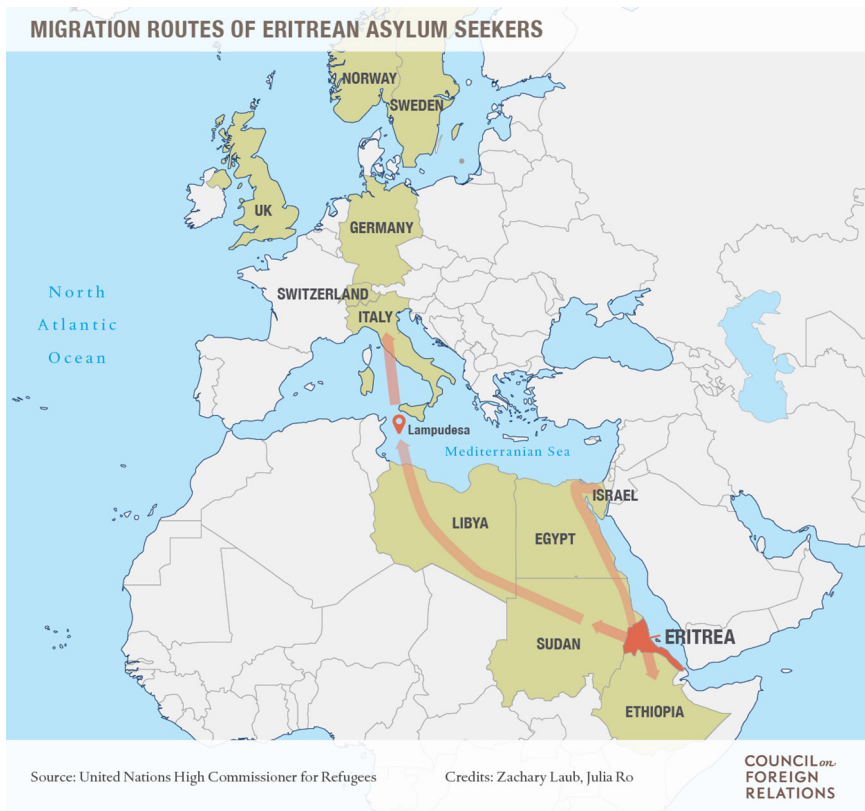 MIGRATION ROUTES OF ERITREAN ASYLUM SEEKERS
NORWAY
SWEDEN
UK
GERMANY
SWITZERLAND
ITALY
North
Atlantic
Ocean
Lampudesa
Mediterranian Sea
ISRAEL
LIBYA
EGYPT
ERITREA
SUDAN
ETHIOPIA
Source: United Nations High Commissioner for Refugees
Credits: Zachary Laub, Julia Ro
COUNCIL on
FOREIGN
RELATIONS